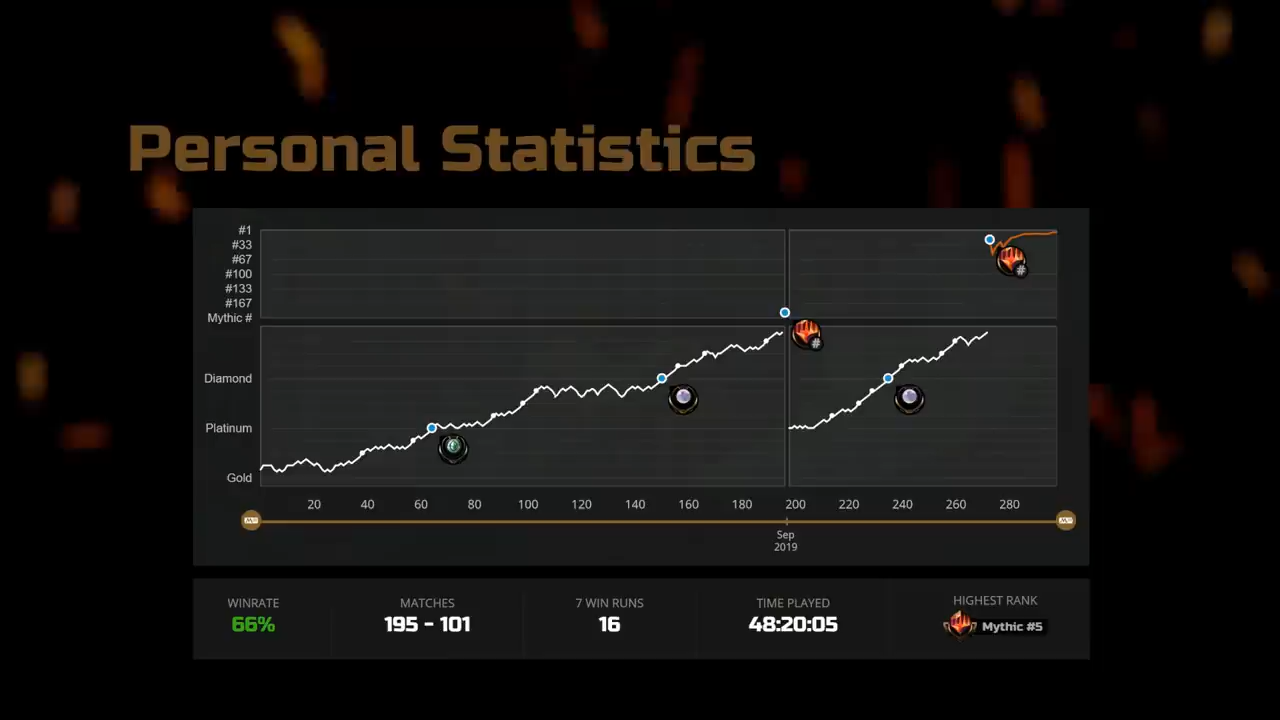 Personal Statistics
#1
#33
#67
#100
#133
#167
Mythic #
#
#
Diamond
Platinum
Gold
20 40 60 80 100 120 140 160 180 200 220 240 260 280
Sep
2019
WINRATE MATCHES 7 WIN RUNS TIME PLAYED HIGHEST RANK
66% 195 - 101 16 48:20:05 Mythic #5